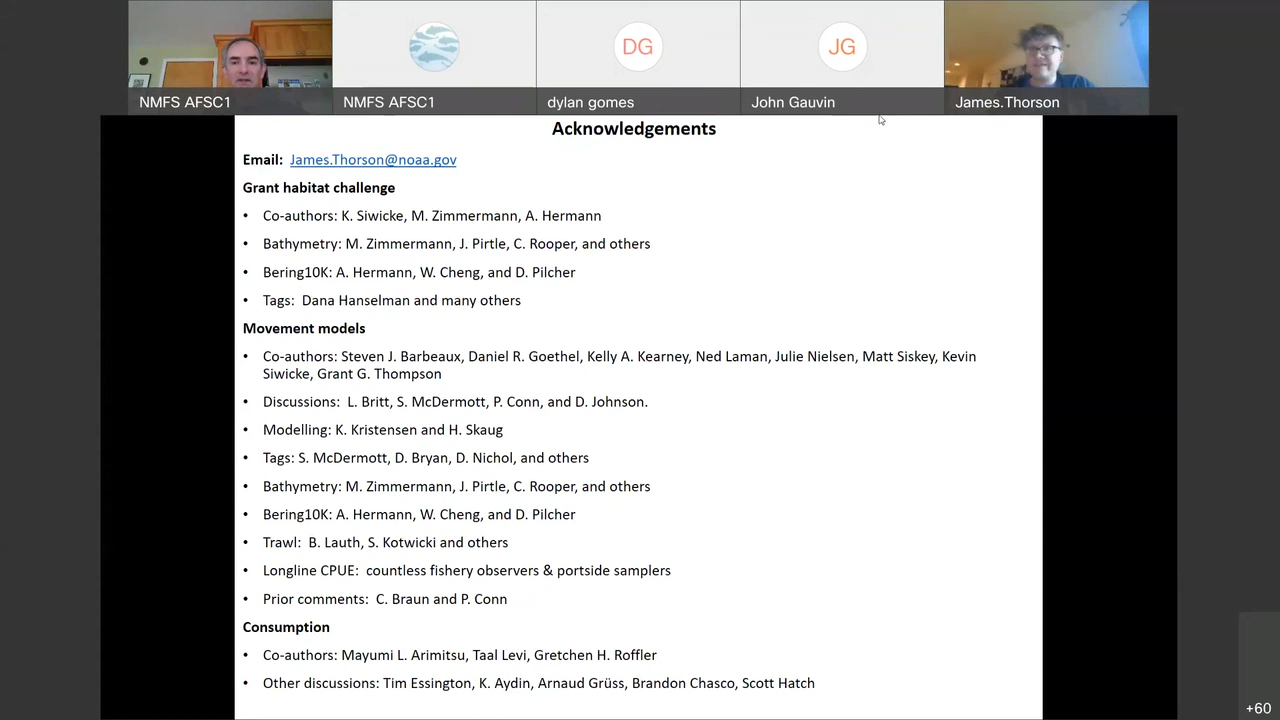 NMFS AFSC1
NMFS AFSC1
DG
dylan gomes
JG
John Gauvin
James.Thorson
Acknowledgements
Email: James.Thorson@noaa.gov
Grant habitat challenge
• Co-authors: K. Siwicke, M. Zimmermann, A. Hermann
• Bathymetry: M. Zimmermann, J. Pirtle, C. Rooper, and others
• Bering10K: A. Hermann, W. Cheng, and D. Pilcher
• Tags: Dana Hanselman and many others
Movement models
• Co-authors: Steven J. Barbeaux, Daniel R. Goethel, Kelly A. Kearney, Ned Laman, Julie Nielsen, Matt Siskey, Kevin
Siwicke, Grant G. Thompson
• Discussions: L. Britt, S. McDermott, P. Conn, and D. Johnson.
• Modelling: K. Kristensen and H. Skaug
• Tags: S. McDermott, D. Bryan, D. Nichol, and others
• Bathymetry: M. Zimmermann, J. Pirtle, C. Rooper, and others
• Bering10K: A. Hermann, W. Cheng, and D. Pilcher
• Trawl: B. Lauth, S. Kotwicki and others
• Longline CPUE: countless fishery observers & portside samplers
• Prior comments: C. Braun and P. Conn
Consumption
• Co-authors: Mayumi L. Arimitsu, Taal Levi, Gretchen H. Roffler
• Other discussions: Tim Essington, K. Aydin, Arnaud Grüss, Brandon Chasco, Scott Hatch
+60